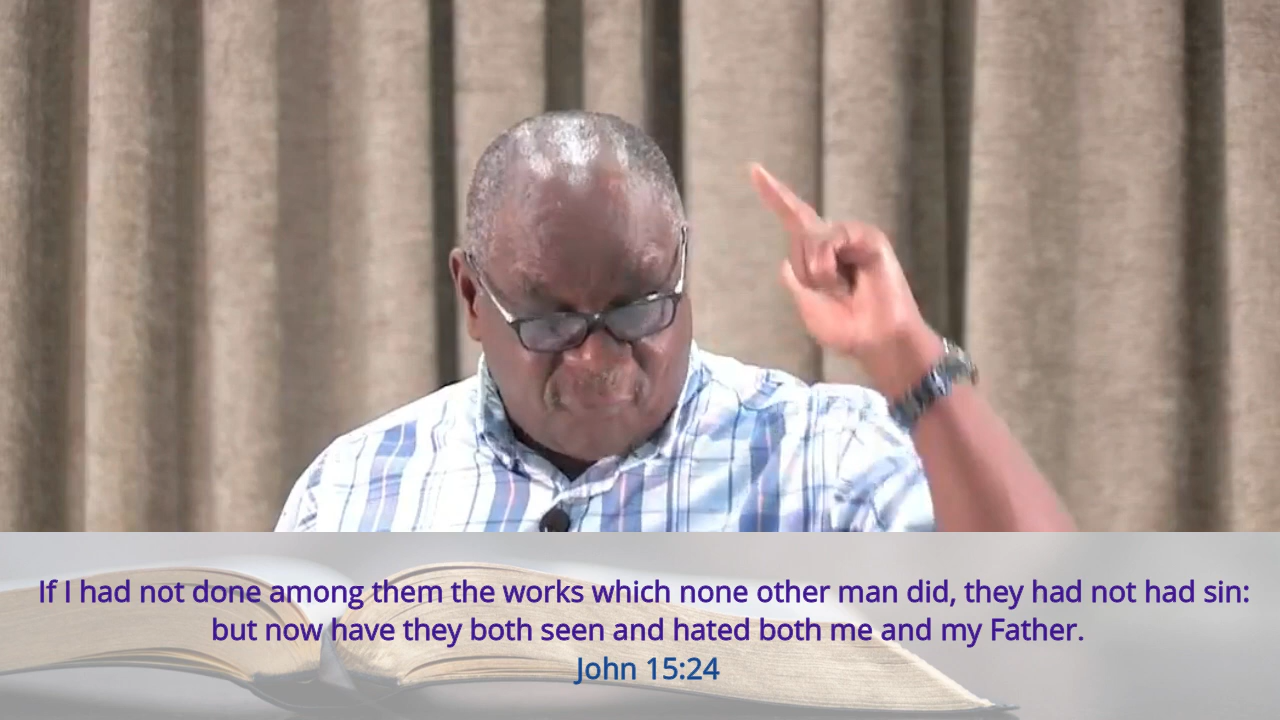 If I had not done among them the works which none other man did, they had not had sin:
but now have they both seen and hated both me and my Father.
John 15:24